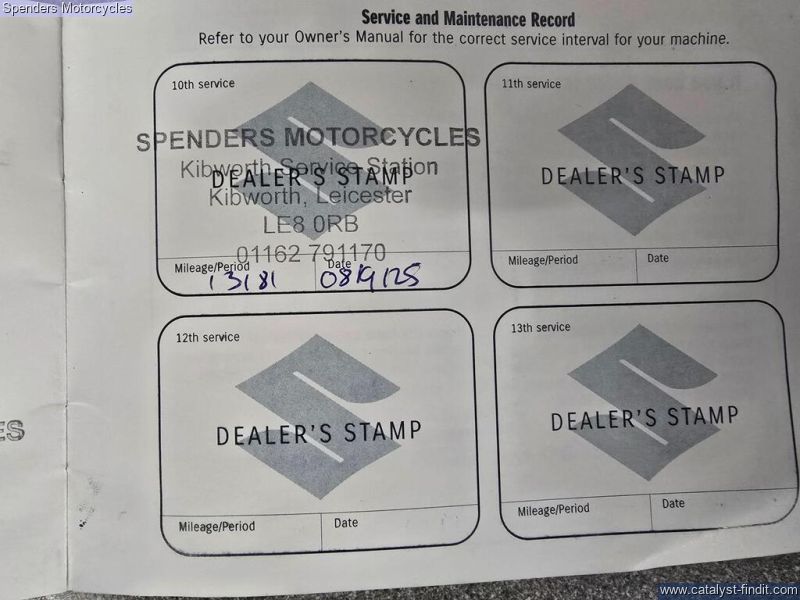 Spenders Motorcycles
Service and Maintenance Record
Refer to your Owner's Manual for the correct service interval for your machine.
10th service
SPENDERS MOTORCYCLES
Kibworth Service Station
DEALER'S STAMP
Kibworth, Leicester
LE8 0RB
01162 791170
Mileage/Period
Date
13181
08/9/25
11th service
DEALER'S STAMP
Mileage/Period
Date
12th service
DEALER'S STAMP
Mileage/Period
Date
13th service
DEALER'S STAMP
Mileage/Period
Date
ES
www.catalyst-findit.com